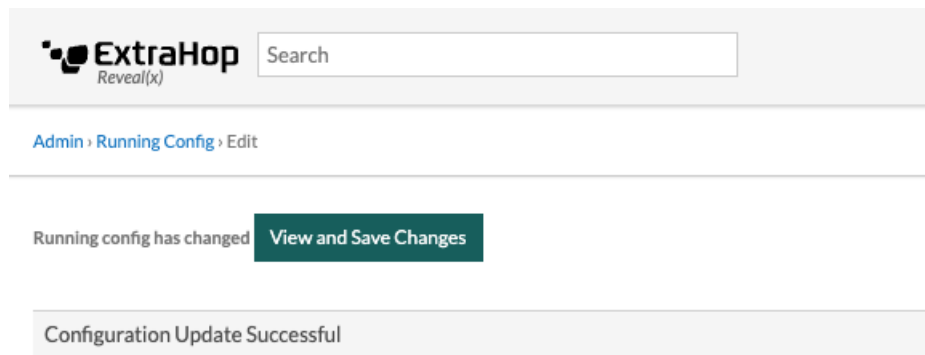 ExtraHop
Reveal(x)
Search
Admin › Running Config › Edit
Running config has changed View and Save Changes
Configuration Update Successful